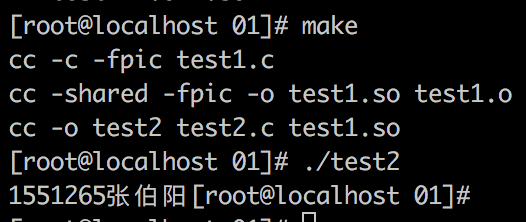 [root@localhost 01]# make
cc -c -fpic test1.c
cc -shared -fpic -o test1.so test1.o
cc -o test2 test2.c test1.so
[root@localhost 01]# ./test2
1551265张伯阳[root@localhost 01]#